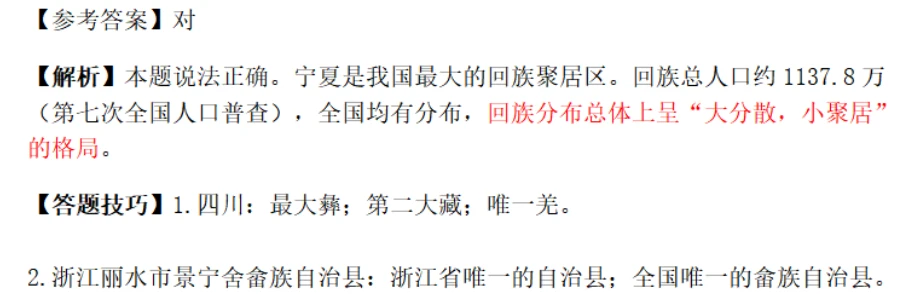 【参考答案】对
【解析】本题说法正确。宁夏是我国最大的回族聚居区。回族总人口约 1137.8 万
（第七次全国人口普查），全国均有分布，回族分布总体上呈“大分散，小聚居”
的格局。
【答题技巧】1.四川：最大彝；第二大藏；唯一羌。
2.浙江丽水市景宁舍畲族自治县：浙江省唯一的自治县；全国唯一的畲族自治县。